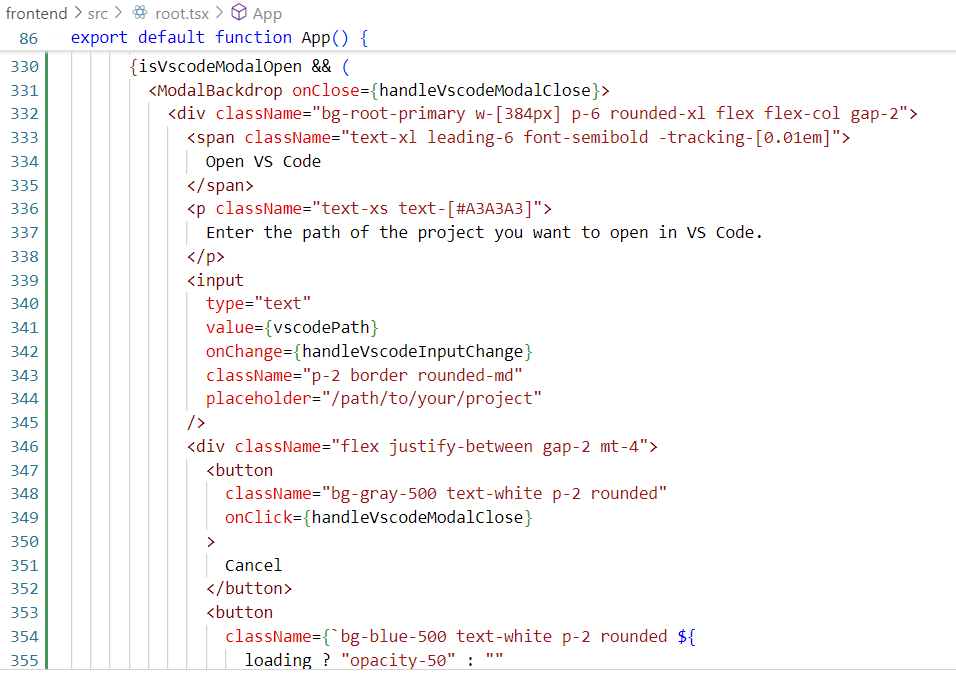 frontend > src > root.tsx > App
86 export default function App() {
330 {isVscodeModalOpen && (
331 <ModalBackdrop onClose={handleVscodeModalClose}>
332 <div className="bg-root-primary w-[384px] p-6 rounded-xl flex flex-col gap-2">
333 <span className="text-xl leading-6 font-semibold -tracking-[0.01em]">
334 Open VS Code
335 </span>
336 <p className="text-xs text-[#A3A3A3]">
337 Enter the path of the project you want to open in VS Code.
338 </p>
339 <input
340 type="text"
341 value={vscodePath}
342 onChange={handleVscodeInputChange}
343 className="p-2 border rounded-md"
344 placeholder="/path/to/your/project"
345 />
346 <div className="flex justify-between gap-2 mt-4">
347 <button
348 className="bg-gray-500 text-white p-2 rounded"
349 onClick={handleVscodeModalClose}
350 >
351 Cancel
352 </button>
353 <button
354 className={`bg-blue-500 text-white p-2 rounded ${
355 loading ? "opacity-50" : ""